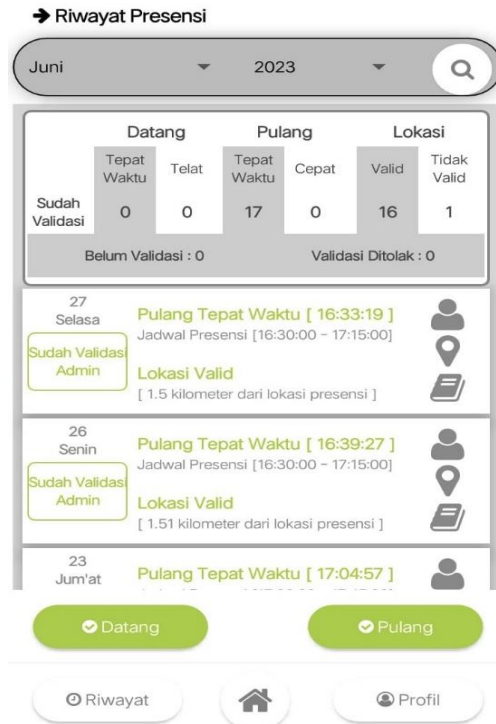 Riwayat Presensi
Juni 2023
Datang Pulang Lokasi
Tepat Waktu Telat Tepat Waktu Cepat Valid Tidak Valid
Sudah Validasi 0 0 17 0 16 1
Belum Validasi : 0 Validasi Ditolak : 0
27
Selasa
Sudah Validasi
Admin
Pulang Tepat Waktu [ 16:33:19 ]
Jadwal Presensi [16:30:00 - 17:15:00]
Lokasi Valid
[ 1.5 kilometer dari lokasi presensi ]
26
Senin
Sudah Validasi
Admin
Pulang Tepat Waktu [ 16:39:27 ]
Jadwal Presensi [16:30:00 - 17:15:00]
Lokasi Valid
[ 1.51 kilometer dari lokasi presensi ]
23
Jum'at
Pulang Tepat Waktu [ 17:04:57 ]
Datang Pulang
Riwayat Profil